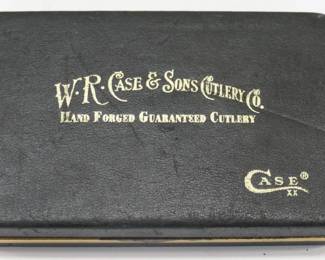 W.R. CASE & SONS CUTLERY CO.
HAND FORGED GUARANTEED CUTLERY
CASE®
XX